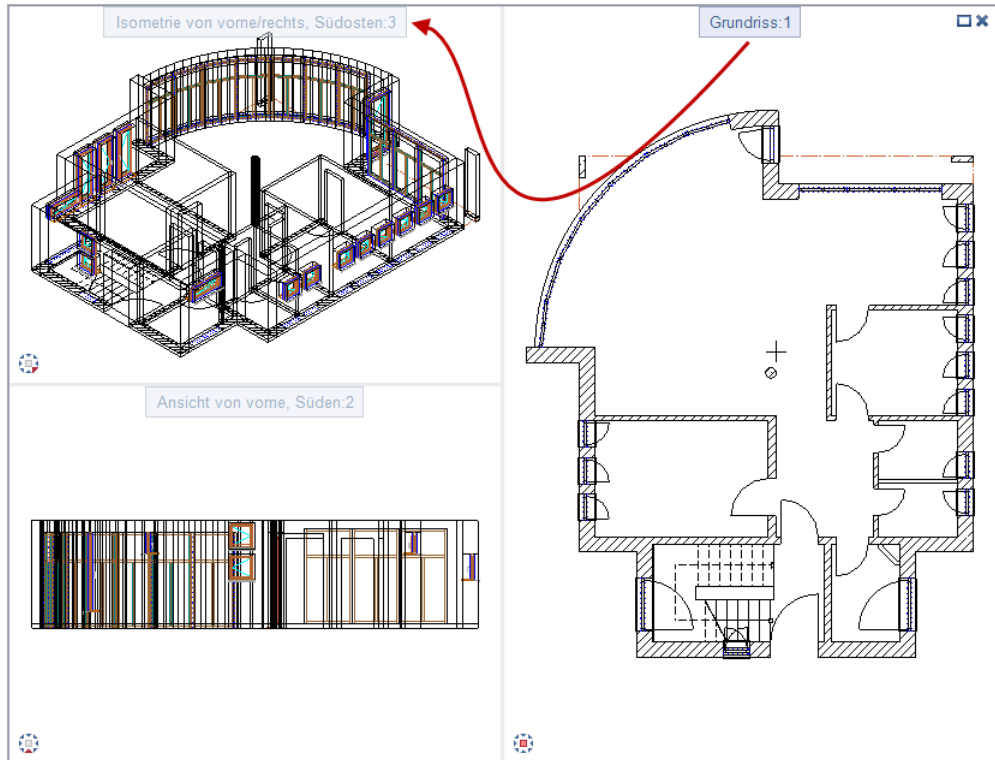 Isometrie von vorne/rechts, Südosten:3
Grundriss:1
Ansicht von vorne, Süden:2